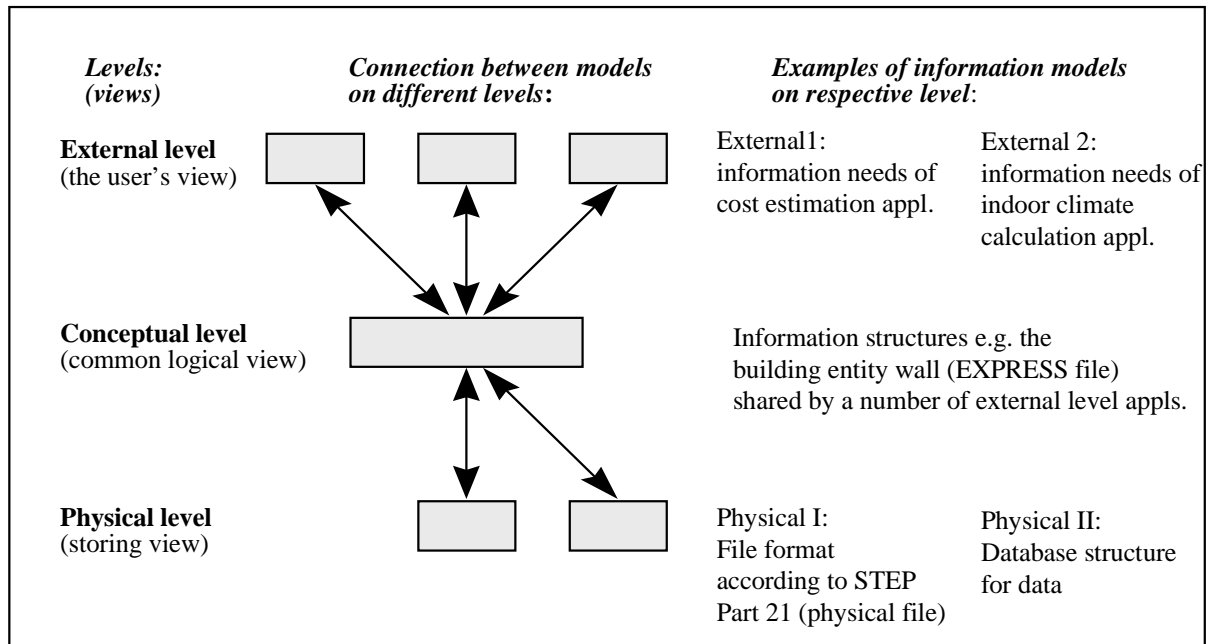 Levels:
(views)
Connection between models
on different levels:
Examples of information models
on respective level:
External level
(the user's view)
External1:
information needs of
cost estimation appl.
External 2:
information needs of
indoor climate
calculation appl.
Conceptual level
(common logical view)
Information structures e.g. the
building entity wall (EXPRESS file)
shared by a number of external level appls.
Physical level
(storing view)
Physical I:
File format
according to STEP
Part 21 (physical file)
Physical II:
Database structure
for data